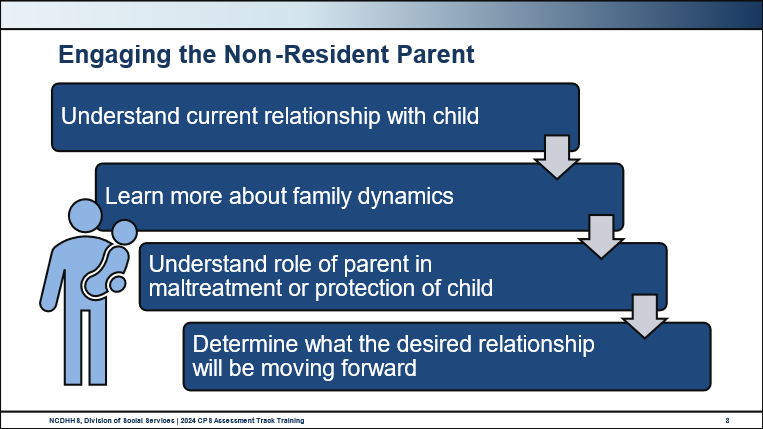 Engaging the Non-Resident Parent
Understand current relationship with child
Learn more about family dynamics
Understand role of parent in
maltreatment or protection of child
Determine what the desired relationship
will be moving forward
NCDHHS, Division of Social Services | 2024 CPS Assessment Track Training
8